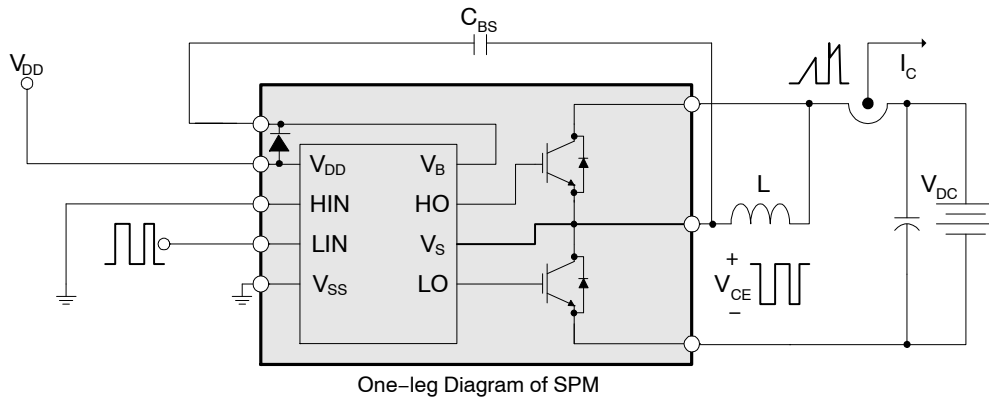 C_BS
V_DD
I_C
V_DD
V_B
HIN
HO
LIN
V_S
V_SS
LO
L
V_DC
+
V_CE
−
One−leg Diagram of SPM